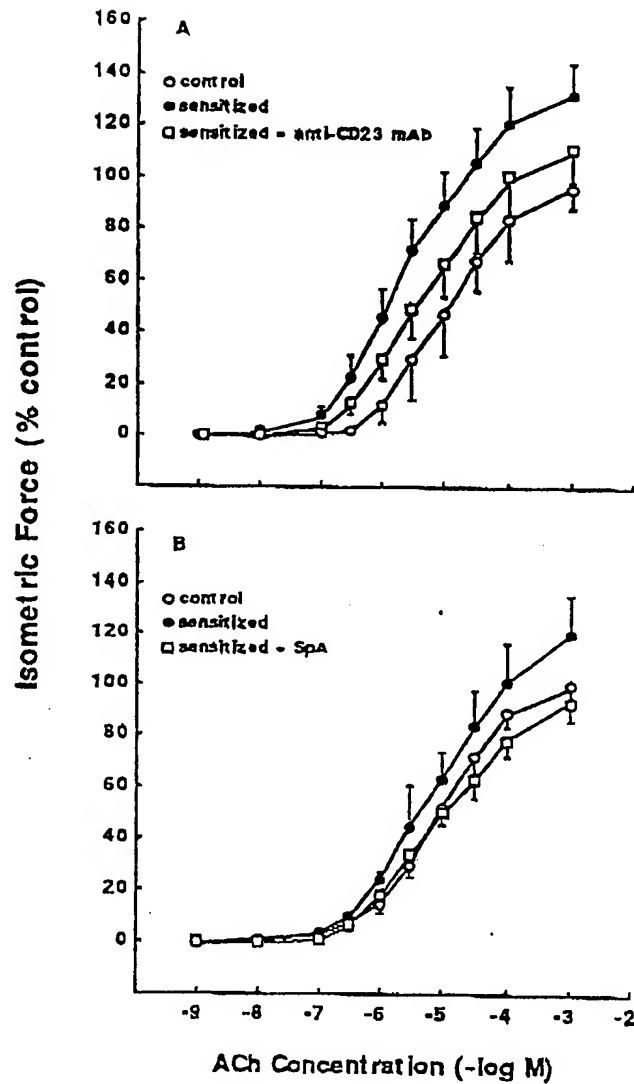 Isometric Force (% control)
A
control
sensitized
sensitized - anti-CD23 mAb
160
140
120
100
80
60
40
20
0
B
control
sensitized
sensitized - SpA
160
140
120
100
80
60
40
20
0
-9 -8 -7 -6 -5 -4 -3 -2
ACh Concentration (-log M)